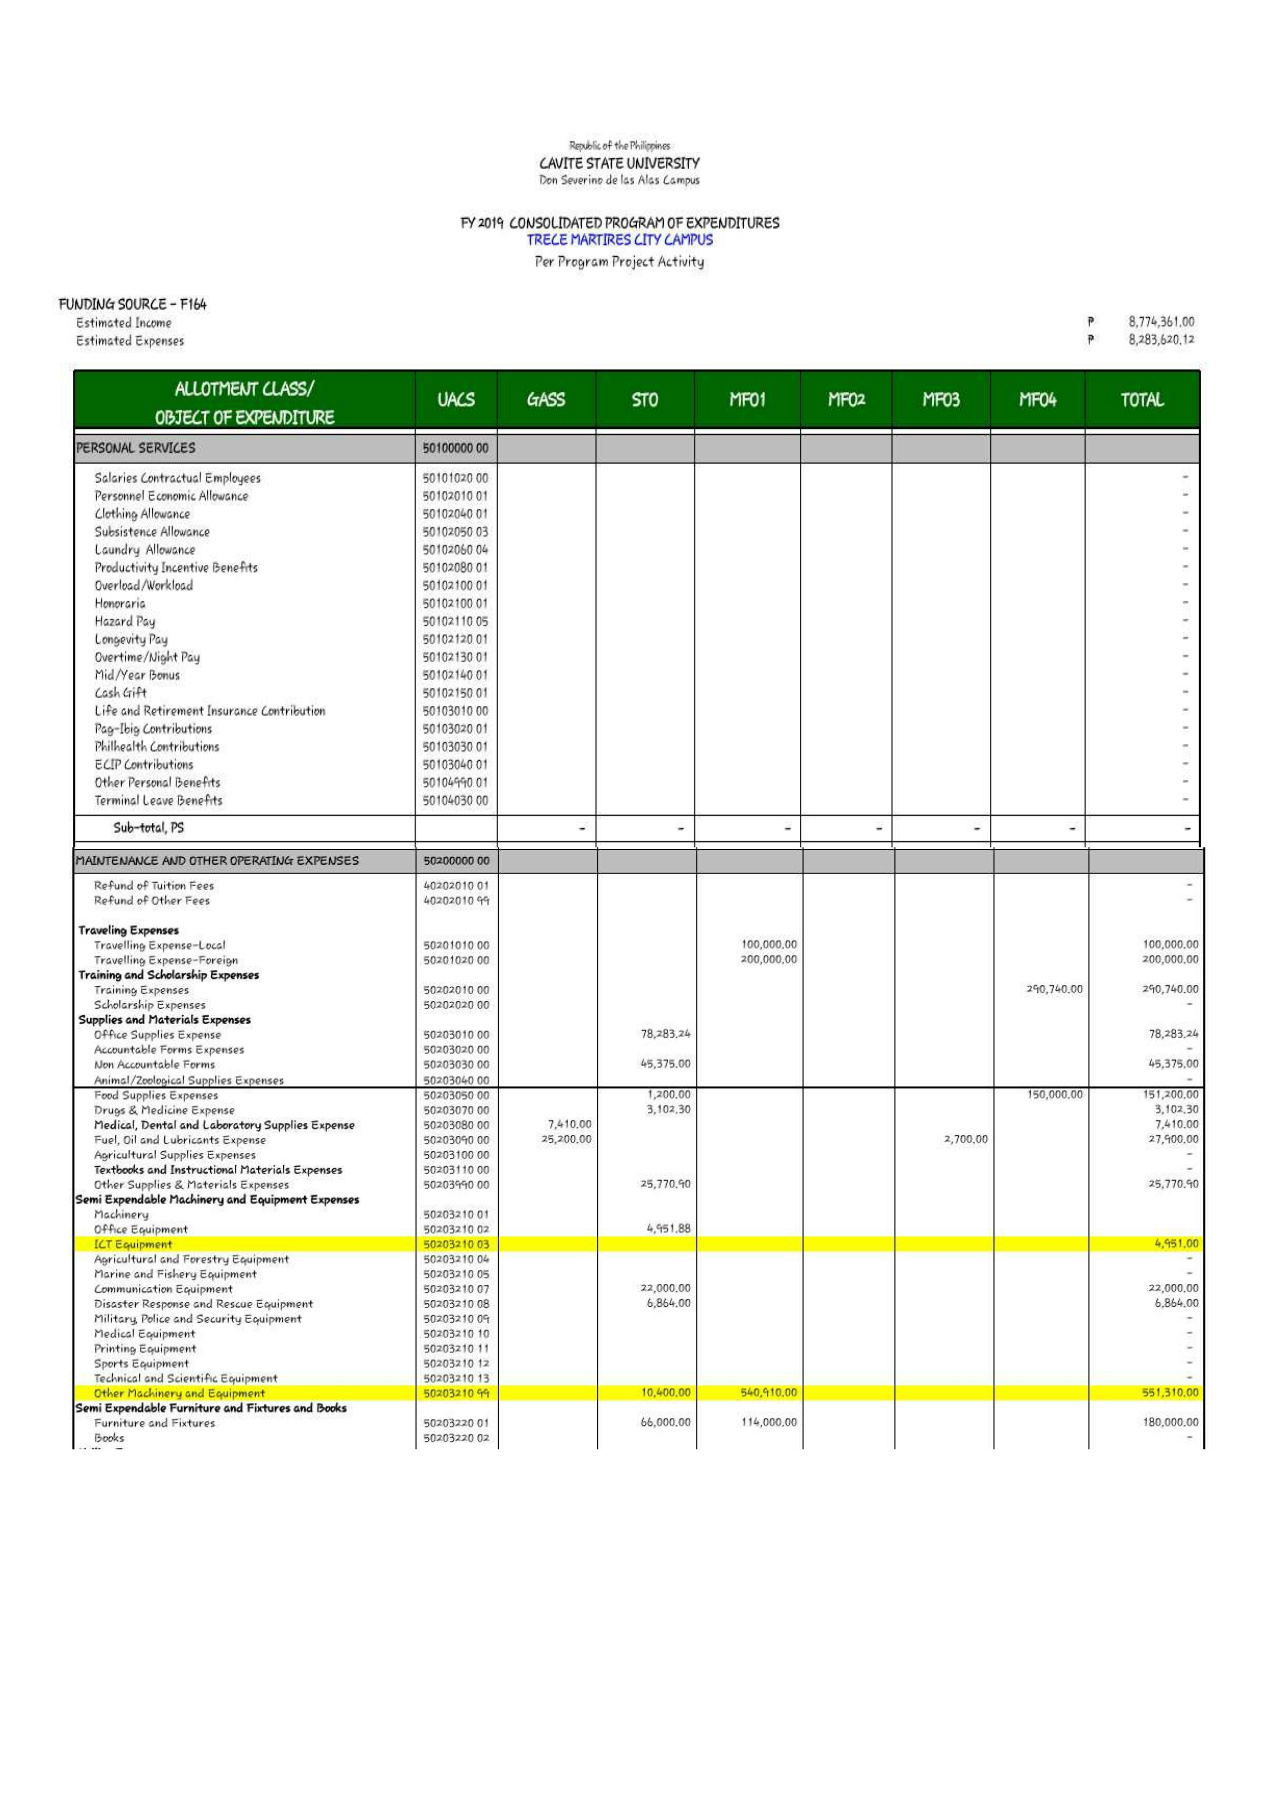 Republic of the Philippines
CAVITE STATE UNIVERSITY
Don Severino de las Alas Campus
FY 2019 CONSOLIDATED PROGRAM OF EXPENDITURES
TRECE MARTIRES CITY CAMPUS
Per Program Project Activity
FUNDING SOURCE - F164
Estimated Income ₱ 8,774,361.00
Estimated Expenses ₱ 8,283,620.12
ALLOTMENT CLASS/ OBJECT OF EXPENDITURE UACS GASS STO MFO1 MFO2 MFO3 MFO4 TOTAL
PERSONAL SERVICES 50100000 00
Salaries Contractual Employees 50101020 00 -
Personnel Economic Allowance 50102010 01 -
Clothing Allowance 50102040 01 -
Subsistence Allowance 50102050 03 -
Laundry Allowance 50102060 04 -
Productivity Incentive Benefits 50102080 01 -
Overload/Workload 50102100 01 -
Honoraria 50102100 01 -
Hazard Pay 50102110 05 -
Longevity Pay 50102120 01 -
Overtime/Night Pay 50102130 01 -
Mid/Year Bonus 50102140 01 -
Cash Gift 50102150 01 -
Life and Retirement Insurance Contribution 50103010 00 -
Pag-Ibig Contributions 50103020 01 -
Philhealth Contributions 50103030 01 -
ECIP Contributions 50103040 01 -
Other Personal Benefits 50104990 01 -
Terminal Leave Benefits 50104030 00 -
Sub-total, PS - - - - - - -
MAINTENANCE AND OTHER OPERATING EXPENSES 50200000 00
Refund of Tuition Fees 40202010 01 -
Refund of Other Fees 40202010 99 -
Traveling Expenses
Travelling Expense-Local 50201010 00 100,000.00 100,000.00
Travelling Expense-Foreign 50201020 00 200,000.00 200,000.00
Training and Scholarship Expenses
Training Expenses 50202010 00 290,740.00 290,740.00
Scholarship Expenses 50202020 00 -
Supplies and Materials Expenses
Office Supplies Expense 50203010 00 78,283.24 78,283.24
Accountable Forms Expenses 50203020 00 -
Non Accountable Forms 50203030 00 45,375.00 45,375.00
Animal/Zoological Supplies Expenses 50203040 00 -
Food Supplies Expenses 50203050 00 1,200.00 150,000.00 151,200.00
Drugs & Medicine Expense 50203070 00 3,102.30 3,102.30
Medical, Dental and Laboratory Supplies Expense 50203080 00 7,410.00 7,410.00
Fuel, Oil and Lubricants Expense 50203090 00 25,200.00 2,700.00 27,900.00
Agricultural Supplies Expenses 50203100 00 -
Textbooks and Instructional Materials Expenses 50203110 00 -
Other Supplies & Materials Expenses 50203990 00 25,770.90 25,770.90
Semi Expendable Machinery and Equipment Expenses
Machinery 50203210 01
Office Equipment 50203210 02 4,951.88
ICT Equipment 50203210 03 4,951.00
Agricultural and Forestry Equipment 50203210 04 -
Marine and Fishery Equipment 50203210 05 -
Communication Equipment 50203210 07 22,000.00 22,000.00
Disaster Response and Rescue Equipment 50203210 08 6,864.00 6,864.00
Military, Police and Security Equipment 50203210 09 -
Medical Equipment 50203210 10 -
Printing Equipment 50203210 11 -
Sports Equipment 50203210 12 -
Technical and Scientific Equipment 50203210 13 -
Other Machinery and Equipment 50203210 99 10,400.00 540,910.00 551,310.00
Semi Expendable Furniture and Fixtures and Books
Furniture and Fixtures 50203220 01 66,000.00 114,000.00 180,000.00
Books 50203220 02 -